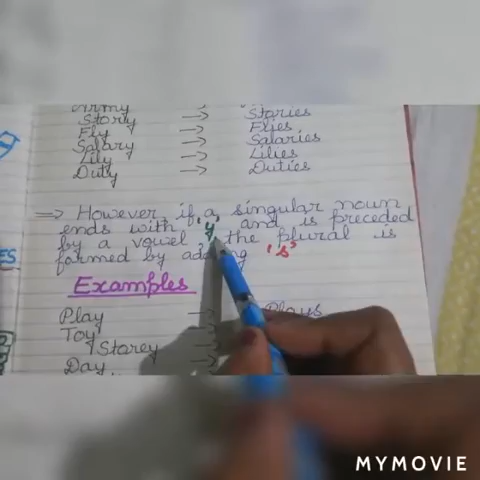 Army → 
Story → Stories
Fly → Flies
Salary → Salaries
Lily → Lilies
Duty → Duties
⇒ However, if a singular noun
ends with 'y' and is preceded
by a vowel, the plural is
formed by adding 's'
ES
Examples
Play → Plays
Toy →
Storey →
Day →
MYMOVIE